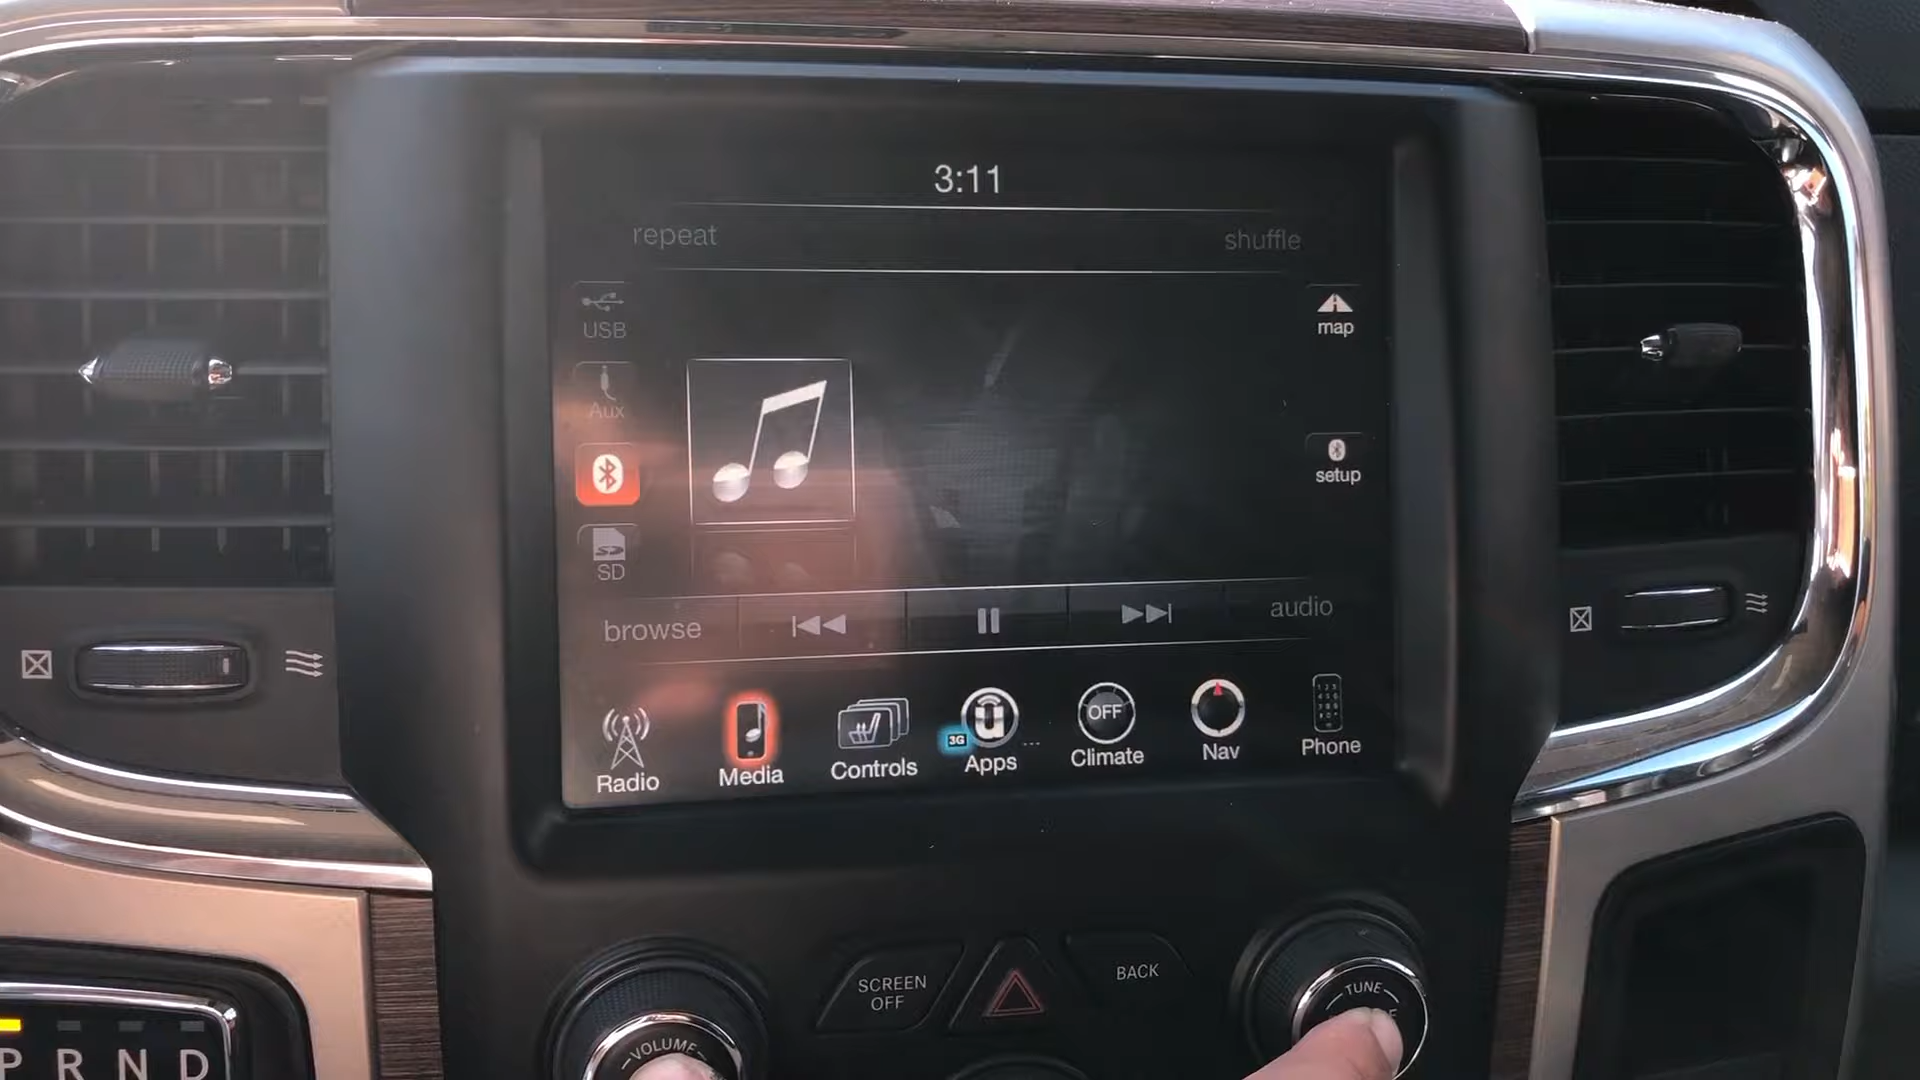 3:11
repeat
shuffle
USB
map
Aux
setup
SD
browse
audio
OFF
3G
Radio
Media
Controls
Apps
Climate
Nav
Phone
SCREEN
OFF
BACK
TUNE
VOLUME
P R N D